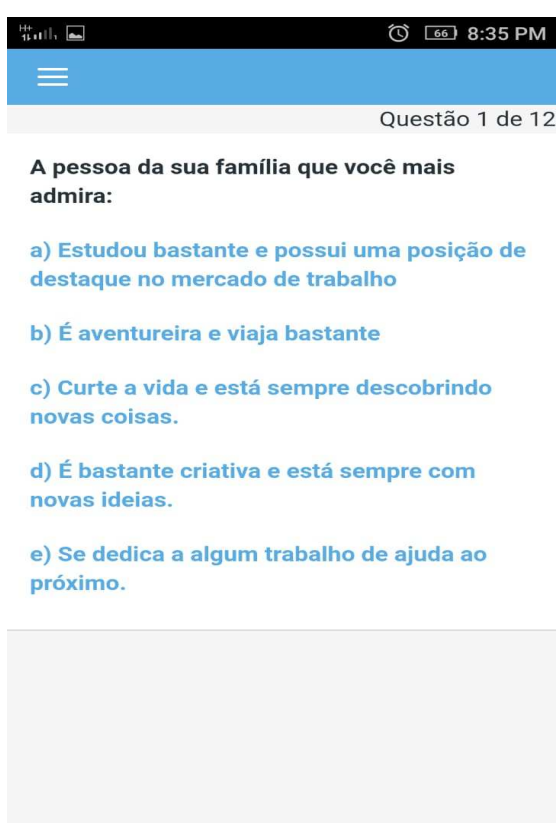 H+
66 8:35 PM
Questão 1 de 12
A pessoa da sua família que você mais
admira:
a) Estudou bastante e possui uma posição de
destaque no mercado de trabalho
b) É aventureira e viaja bastante
c) Curte a vida e está sempre descobrindo
novas coisas.
d) É bastante criativa e está sempre com
novas ideias.
e) Se dedica a algum trabalho de ajuda ao
próximo.